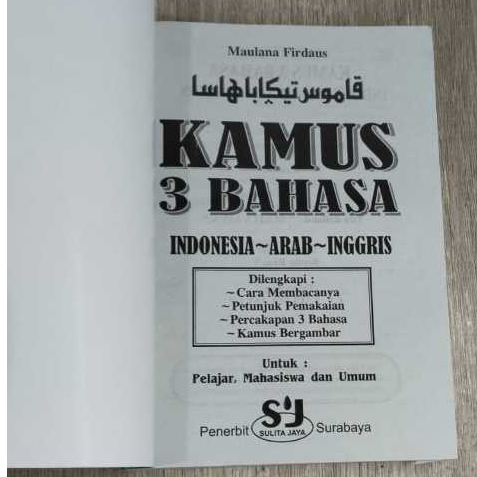 Maulana Firdaus
قاموس تيݢا باهاسا
KAMUS
3 BAHASA
INDONESIA~ARAB~INGGRIS
Dilengkapi :
~Cara Membacanya
~Petunjuk Pemakaian
~Percakapan 3 Bahasa
~Kamus Bergambar
Untuk :
Pelajar, Mahasiswa dan Umum
Penerbit SJ SULITA JAYA Surabaya